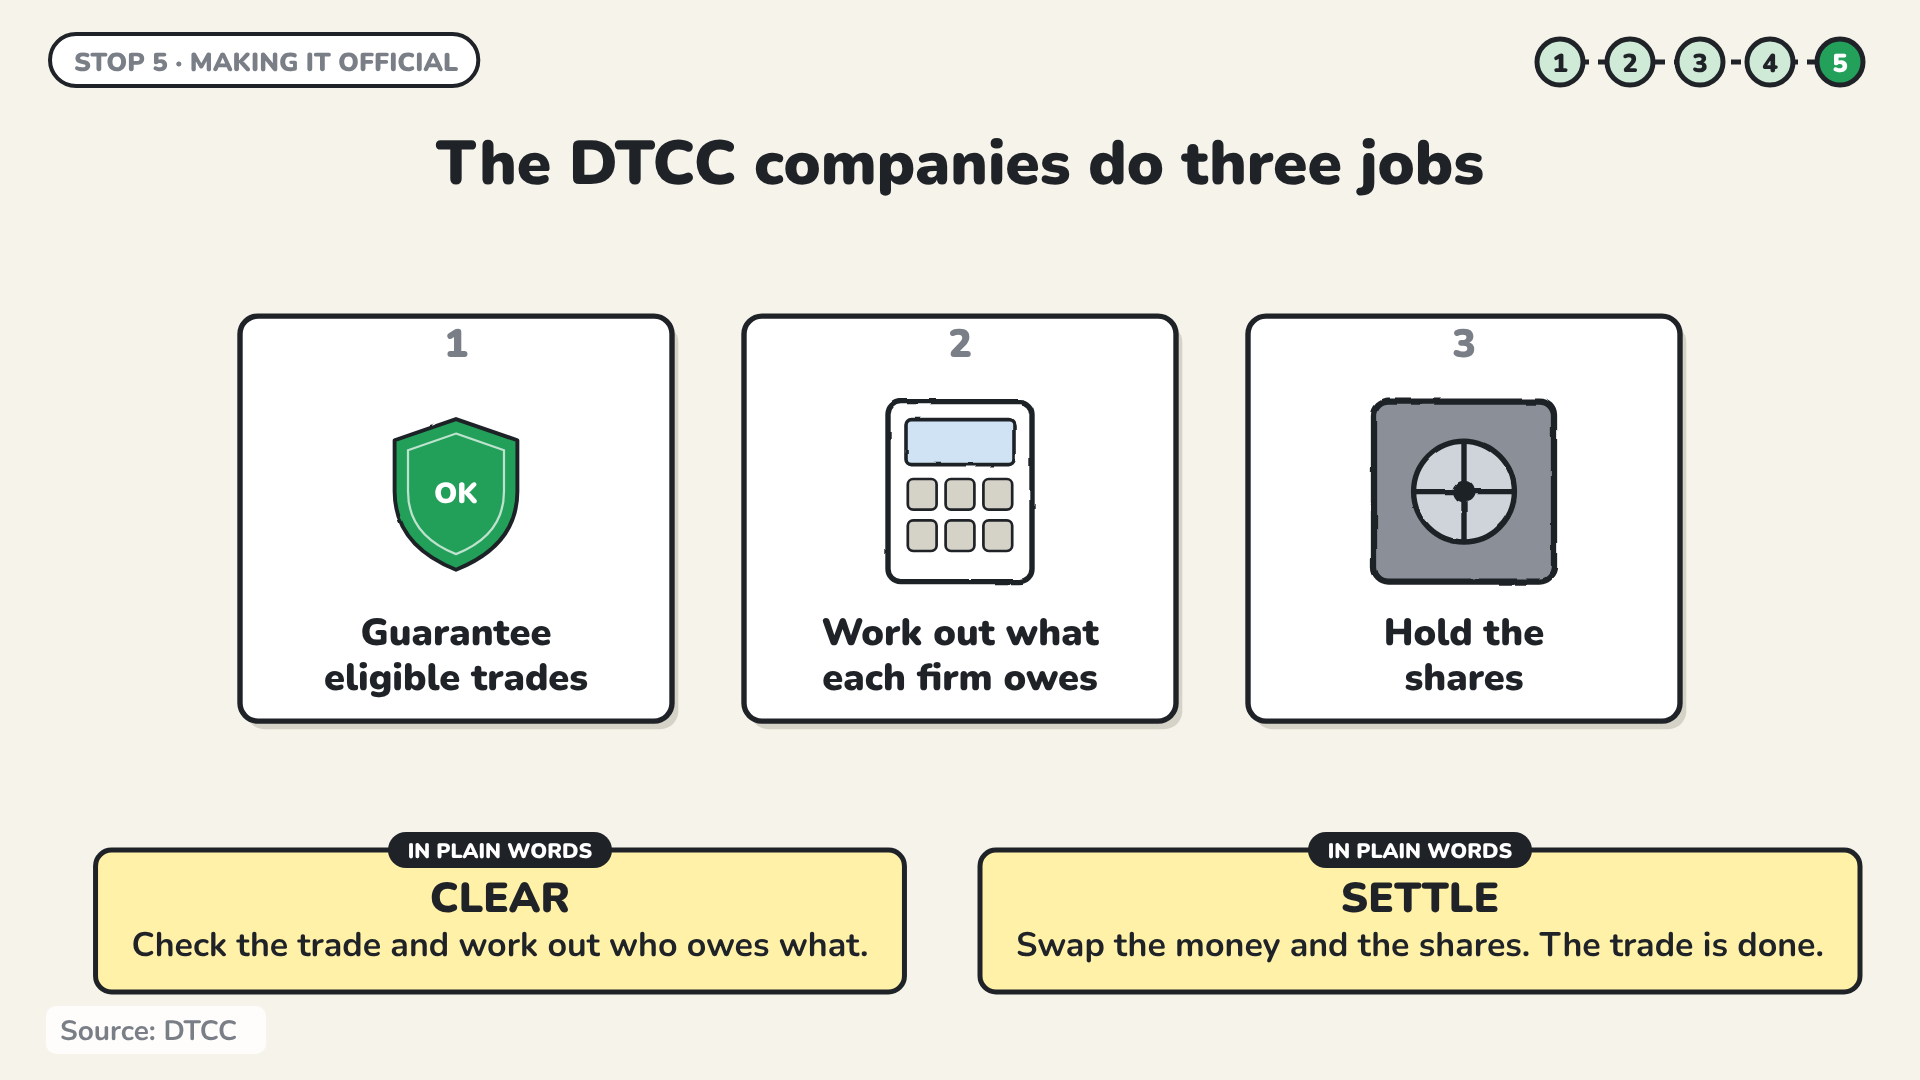 STOP 5 · MAKING IT OFFICIAL
1 2 3 4 5
The DTCC companies do three jobs
1
OK
Guarantee
eligible trades
2
Work out what
each firm owes
3
Hold the
shares
IN PLAIN WORDS
CLEAR
Check the trade and work out who owes what.
IN PLAIN WORDS
SETTLE
Swap the money and the shares. The trade is done.
Source: DTCC